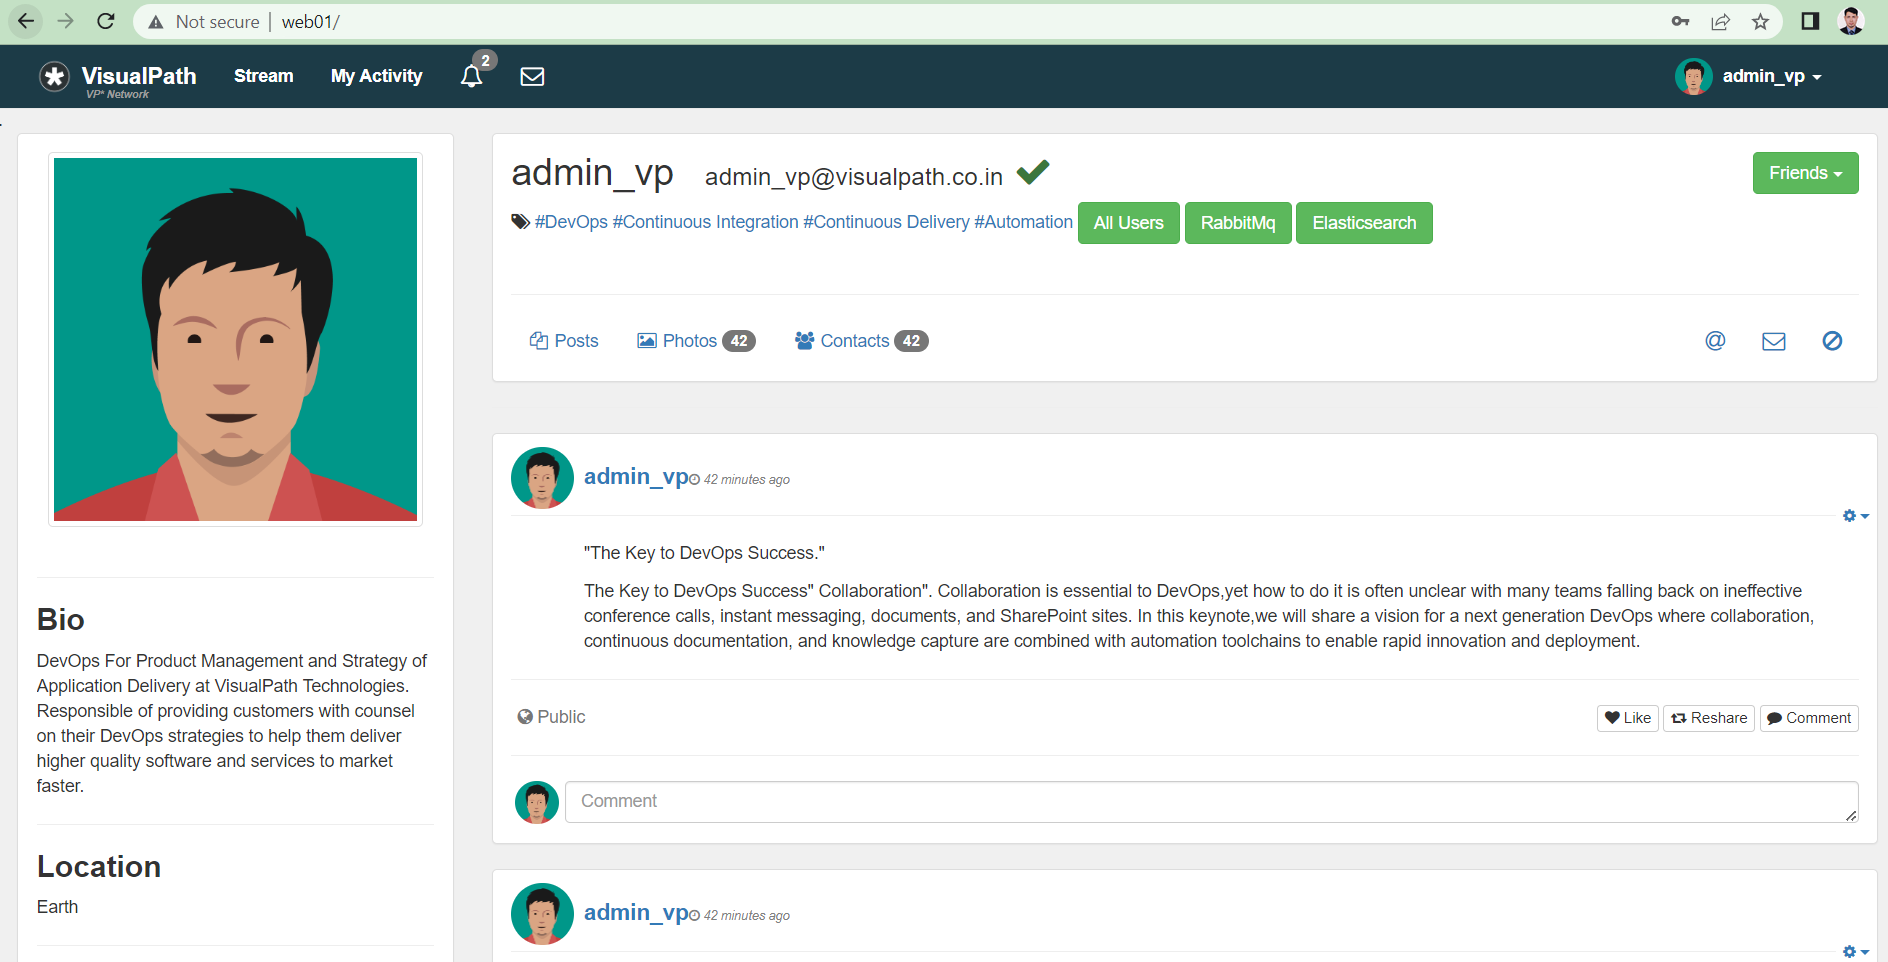 Not secure | web01/
VisualPath
VP* Network
Stream
My Activity
2
admin_vp
admin_vp admin_vp@visualpath.co.in
Friends
#DevOps #Continuous Integration #Continuous Delivery #Automation All Users RabbitMq Elasticsearch
Posts Photos 42 Contacts 42
@
Bio
DevOps For Product Management and Strategy of
Application Delivery at VisualPath Technologies.
Responsible of providing customers with counsel
on their DevOps strategies to help them deliver
higher quality software and services to market
faster.
Location
Earth
admin_vp 42 minutes ago
"The Key to DevOps Success."
The Key to DevOps Success" Collaboration". Collaboration is essential to DevOps,yet how to do it is often unclear with many teams falling back on ineffective
conference calls, instant messaging, documents, and SharePoint sites. In this keynote,we will share a vision for a next generation DevOps where collaboration,
continuous documentation, and knowledge capture are combined with automation toolchains to enable rapid innovation and deployment.
Public
Like Reshare Comment
Comment
admin_vp 42 minutes ago